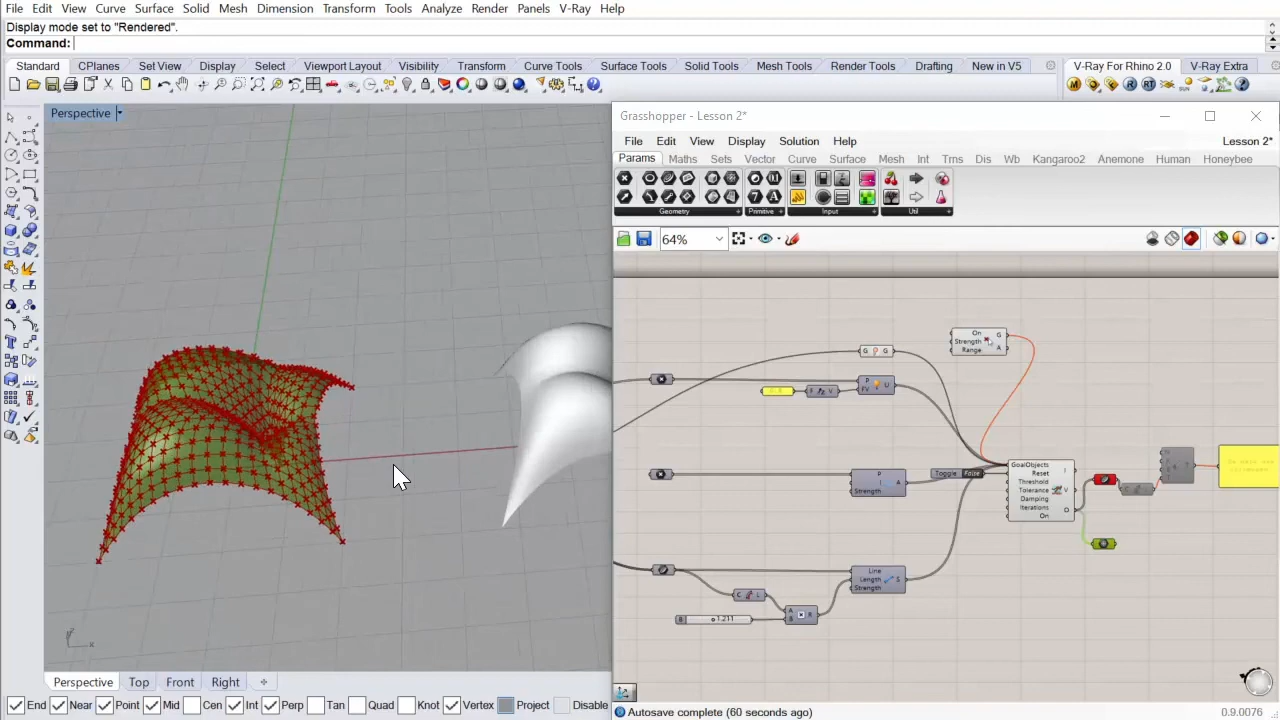 File Edit View Curve Surface Solid Mesh Dimension Transform Tools Analyze Render Panels V-Ray Help
Display mode set to "Rendered".
Command:
Standard CPlanes Set View Display Select Viewport Layout Visibility Transform Curve Tools Surface Tools Solid Tools Mesh Tools Render Tools Drafting New in V5 V-Ray For Rhino 2.0 V-Ray Extra
Perspective
Grasshopper - Lesson 2*
File Edit View Display Solution Help Lesson 2*
Params Maths Sets Vector Curve Surface Mesh Int Trns Dis Wb Kangaroo2 Anemone Human Honeybee
Geometry Primitive Input Util
64%
On
Strength
Range
G
A
G G
P
FV
U
F V
P
I
Strength
A
Toggle False
GoalObjects
Reset
Threshold
Tolerance
Damping
Iterations
On
I
V
O
Line
Length
Strength
S
C L
A
B
R
B 1.211
x
Perspective Top Front Right
End Near Point Mid Cen Int Perp Tan Quad Knot Vertex Project Disable
Autosave complete (60 seconds ago) 0.9.0076